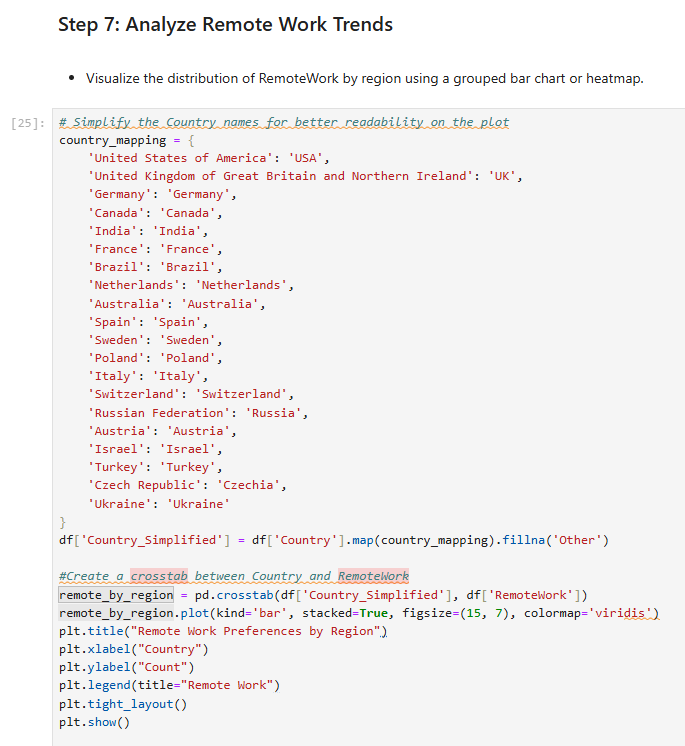 Step 7: Analyze Remote Work Trends
• Visualize the distribution of RemoteWork by region using a grouped bar chart or heatmap.
[25]: # Simplify the Country names for better readability on the plot
country_mapping = {
    'United States of America': 'USA',
    'United Kingdom of Great Britain and Northern Ireland': 'UK',
    'Germany': 'Germany',
    'Canada': 'Canada',
    'India': 'India',
    'France': 'France',
    'Brazil': 'Brazil',
    'Netherlands': 'Netherlands',
    'Australia': 'Australia',
    'Spain': 'Spain',
    'Sweden': 'Sweden',
    'Poland': 'Poland',
    'Italy': 'Italy',
    'Switzerland': 'Switzerland',
    'Russian Federation': 'Russia',
    'Austria': 'Austria',
    'Israel': 'Israel',
    'Turkey': 'Turkey',
    'Czech Republic': 'Czechia',
    'Ukraine': 'Ukraine'
}
df['Country_Simplified'] = df['Country'].map(country_mapping).fillna('Other')
#Create a crosstab between Country and RemoteWork
remote_by_region = pd.crosstab(df['Country_Simplified'], df['RemoteWork'])
remote_by_region.plot(kind='bar', stacked=True, figsize=(15, 7), colormap='viridis')
plt.title("Remote Work Preferences by Region")
plt.xlabel("Country")
plt.ylabel("Count")
plt.legend(title="Remote Work")
plt.tight_layout()
plt.show()